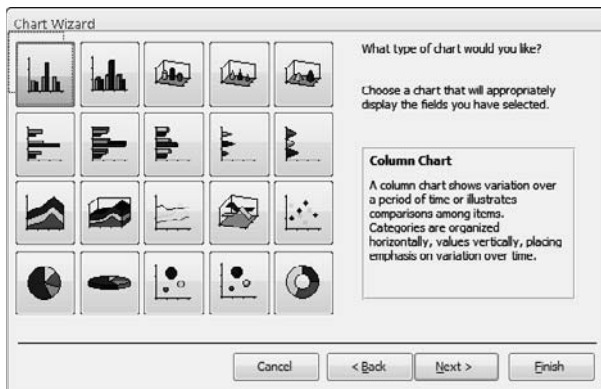 Chart Wizard
What type of chart would you like?
Choose a chart that will appropriately
display the fields you have selected.
Column Chart
A column chart shows variation over
a period of time or illustrates
comparisons among items.
Categories are organized
horizontally, values vertically, placing
emphasis on variation over time.
Cancel
< Back
Next >
Finish